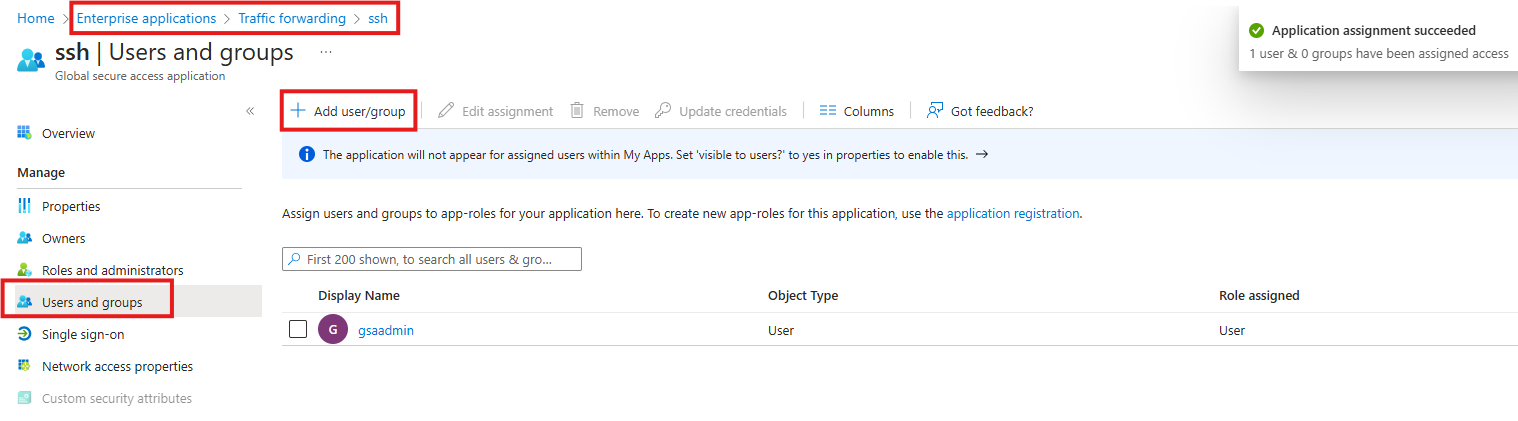 Home > Enterprise applications > Traffic forwarding > ssh
ssh | Users and groups ...
Global secure access application
Application assignment succeeded
1 user & 0 groups have been assigned access
«
Overview
Manage
Properties
Owners
Roles and administrators
Users and groups
Single sign-on
Network access properties
Custom security attributes
+ Add user/group | Edit assignment Remove Update credentials | Columns | Got feedback?
The application will not appear for assigned users within My Apps. Set 'visible to users?' to yes in properties to enable this. →
Assign users and groups to app-roles for your application here. To create new app-roles for this application, use the application registration.
First 200 shown, to search all users & gro...
Display Name Object Type Role assigned
G gsaadmin User User